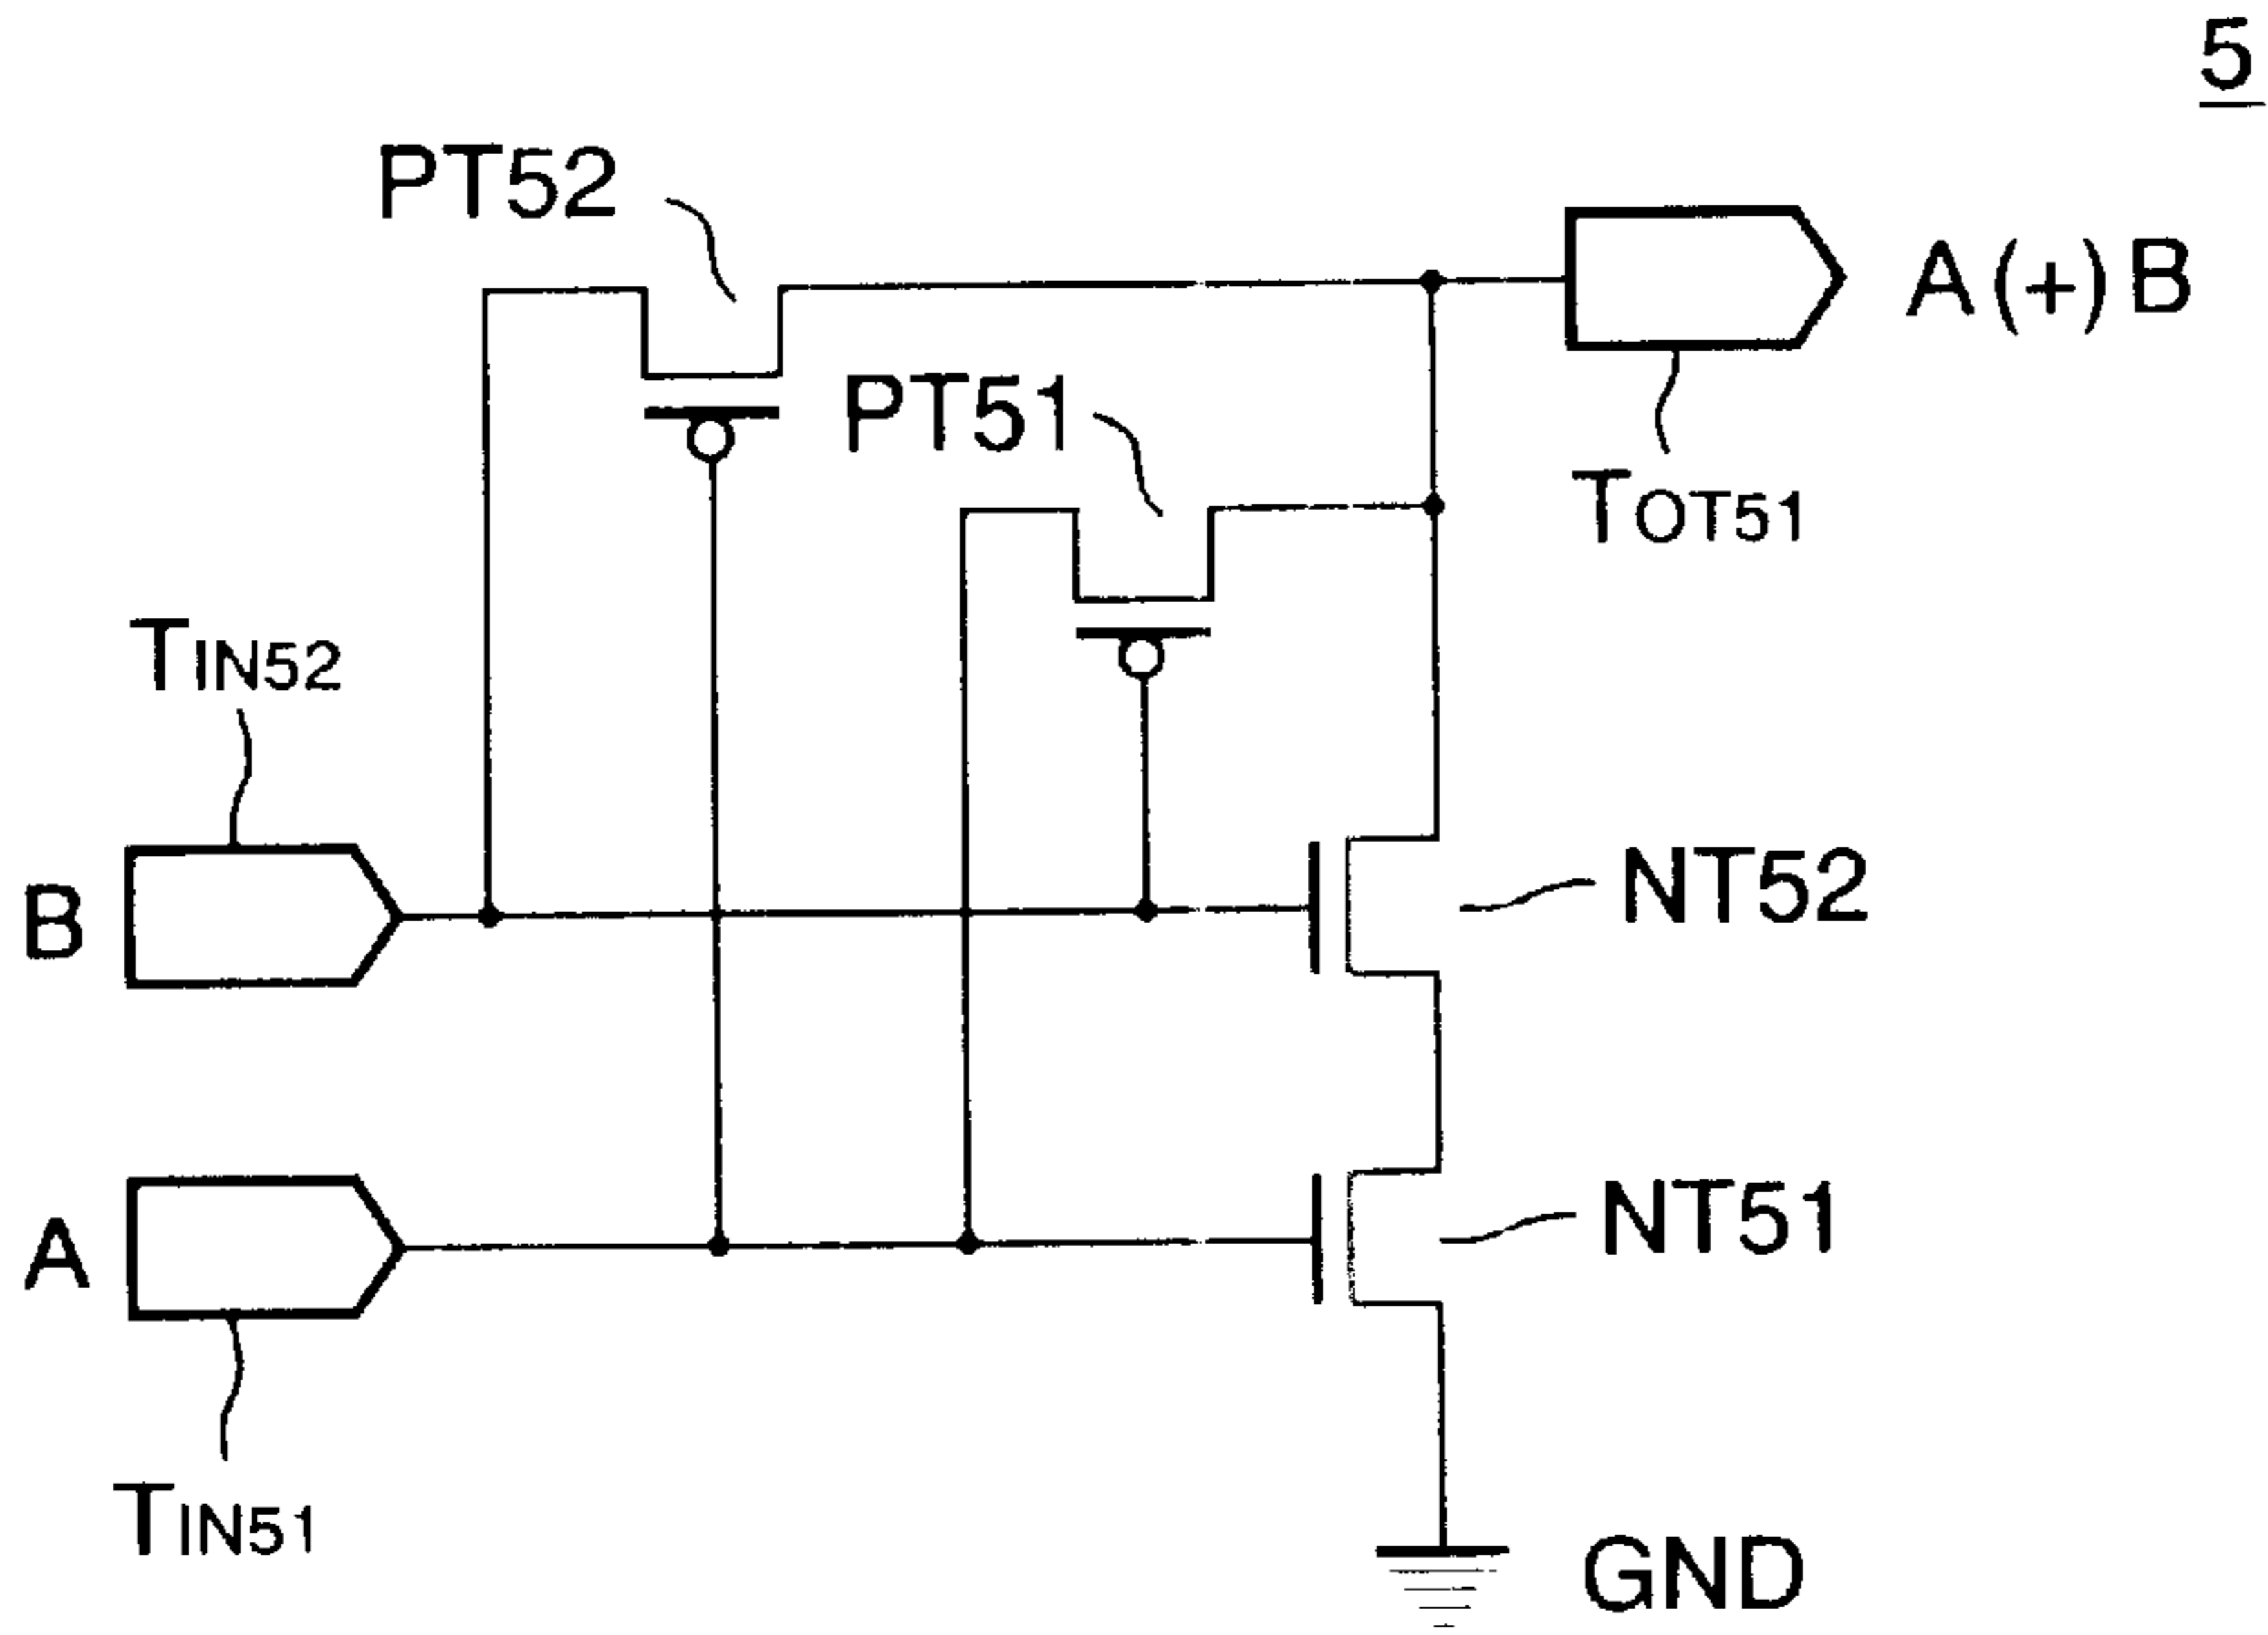 5
PT52
A (+) B
PT51
TOT51
TIN52
B
NT52
A
NT51
TIN51
GND